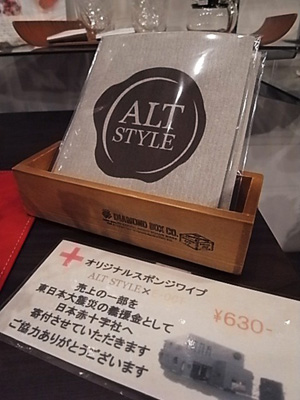 ALT
STYLE
DIAMOND BOX CO.
オリジナルスポンジワイプ
ALT STYLE×
¥630-
売上の一部を
東日本大震災の義援金として
日本赤十字社へ
寄付させていただきます
ご協力ありがとうございます